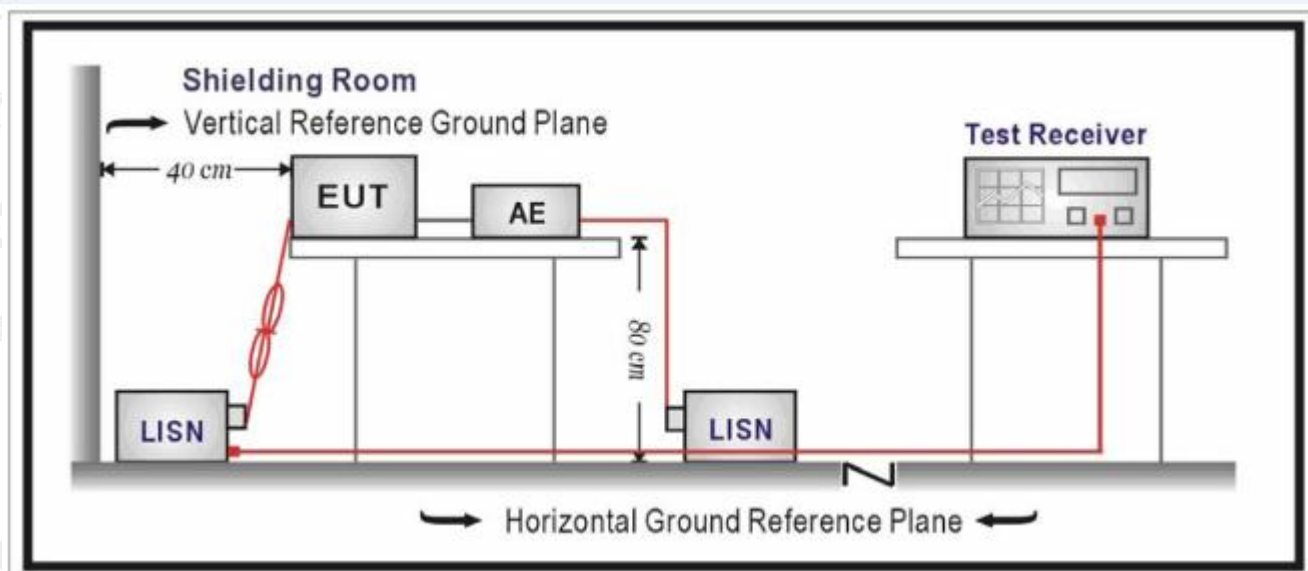 Shielding Room
Vertical Reference Ground Plane
Test Receiver
40 cm
EUT
AE
80 cm
LISN
LISN
Horizontal Ground Reference Plane